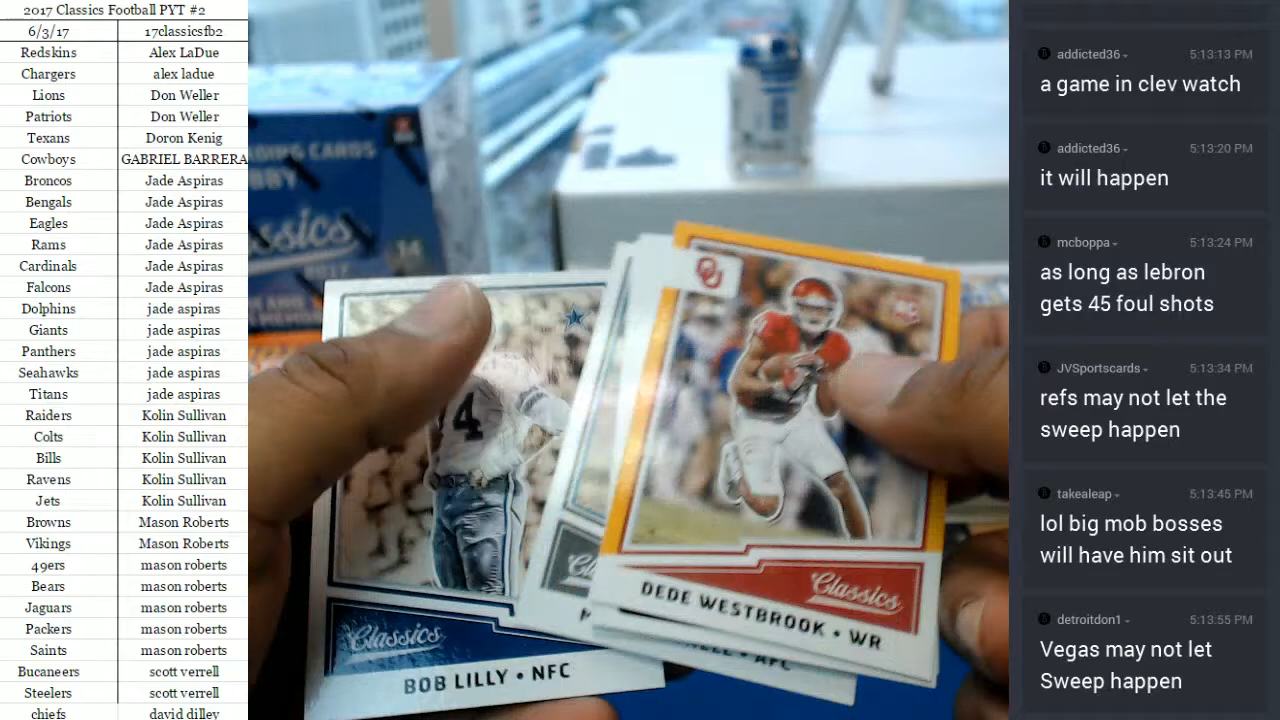 2017 Classics Football PYT #2
6/3/17 17classicsfb2
Redskins Alex LaDue
Chargers alex ladue
Lions Don Weller
Patriots Don Weller
Texans Doron Kenig
Cowboys GABRIEL BARRERA
Broncos Jade Aspiras
Bengals Jade Aspiras
Eagles Jade Aspiras
Rams Jade Aspiras
Cardinals Jade Aspiras
Falcons Jade Aspiras
Dolphins jade aspiras
Giants jade aspiras
Panthers jade aspiras
Seahawks jade aspiras
Titans jade aspiras
Raiders Kolin Sullivan
Colts Kolin Sullivan
Bills Kolin Sullivan
Ravens Kolin Sullivan
Jets Kolin Sullivan
Browns Mason Roberts
Vikings Mason Roberts
49ers mason roberts
Bears mason roberts
Jaguars mason roberts
Packers mason roberts
Saints mason roberts
Bucaneers scott verrell
Steelers scott verrell
chiefs david dilley
CARDS
2017
OU
74
Classics
BOB LILLY • NFC
Classics
DEDE WESTBROOK • WR
AFC
addicted36 5:13:13 PM
a game in clev watch
addicted36 5:13:20 PM
it will happen
mcboppa 5:13:24 PM
as long as lebron
gets 45 foul shots
JVSportscards 5:13:34 PM
refs may not let the
sweep happen
takealeap 5:13:45 PM
lol big mob bosses
will have him sit out
detroitdon1 5:13:55 PM
Vegas may not let
Sweep happen